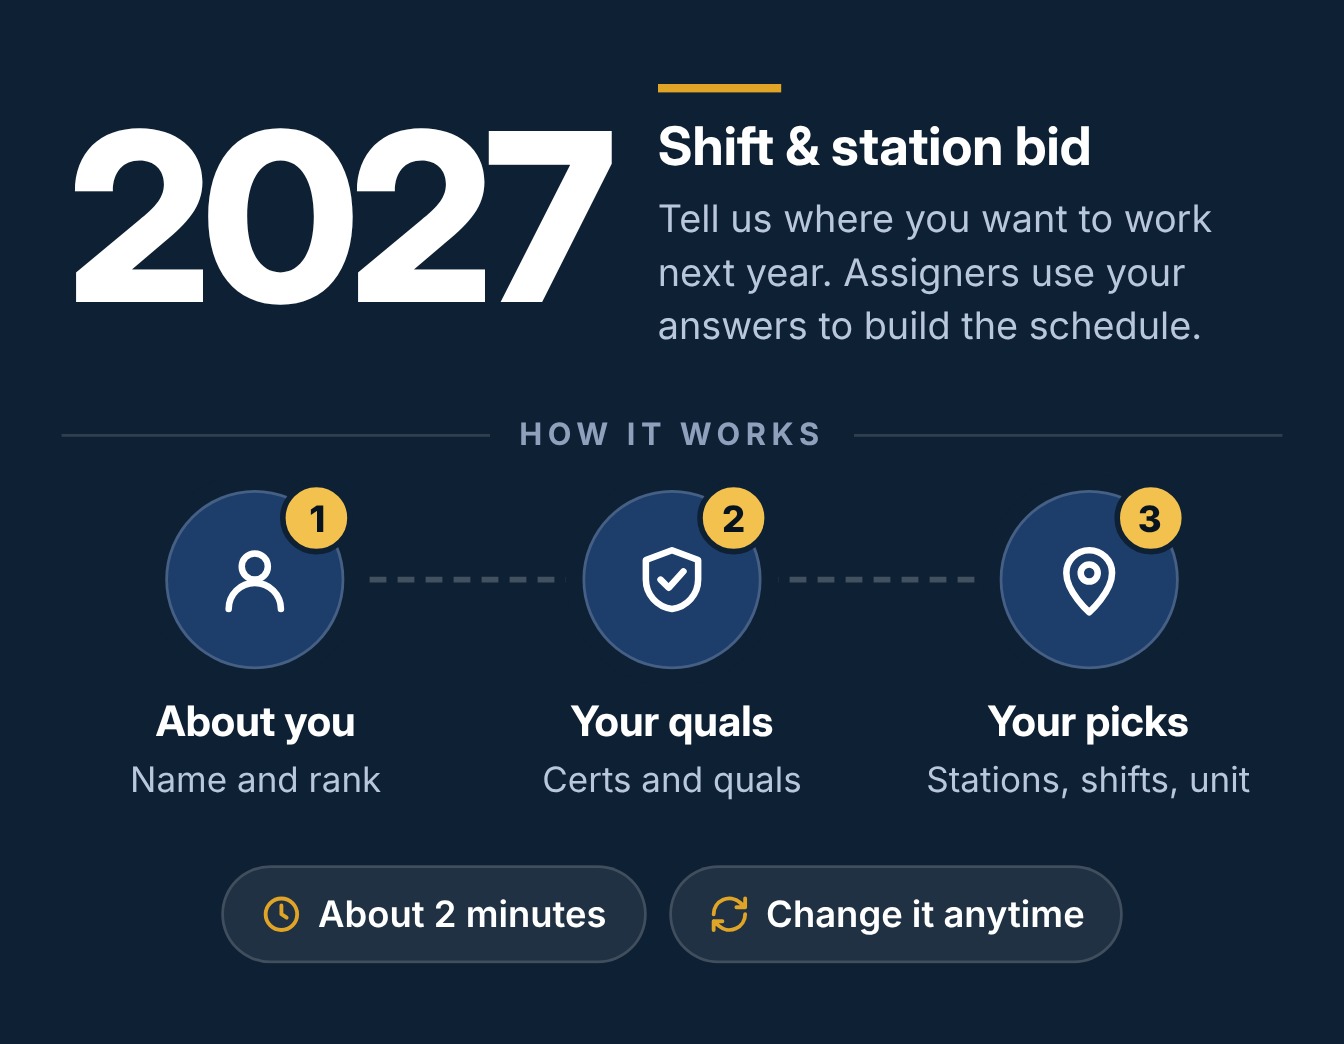 2027
Shift & station bid
Tell us where you want to work
next year. Assigners use your
answers to build the schedule.
HOW IT WORKS
1
2
3
About you
Your quals
Your picks
Name and rank
Certs and quals
Stations, shifts, unit
About 2 minutes
Change it anytime